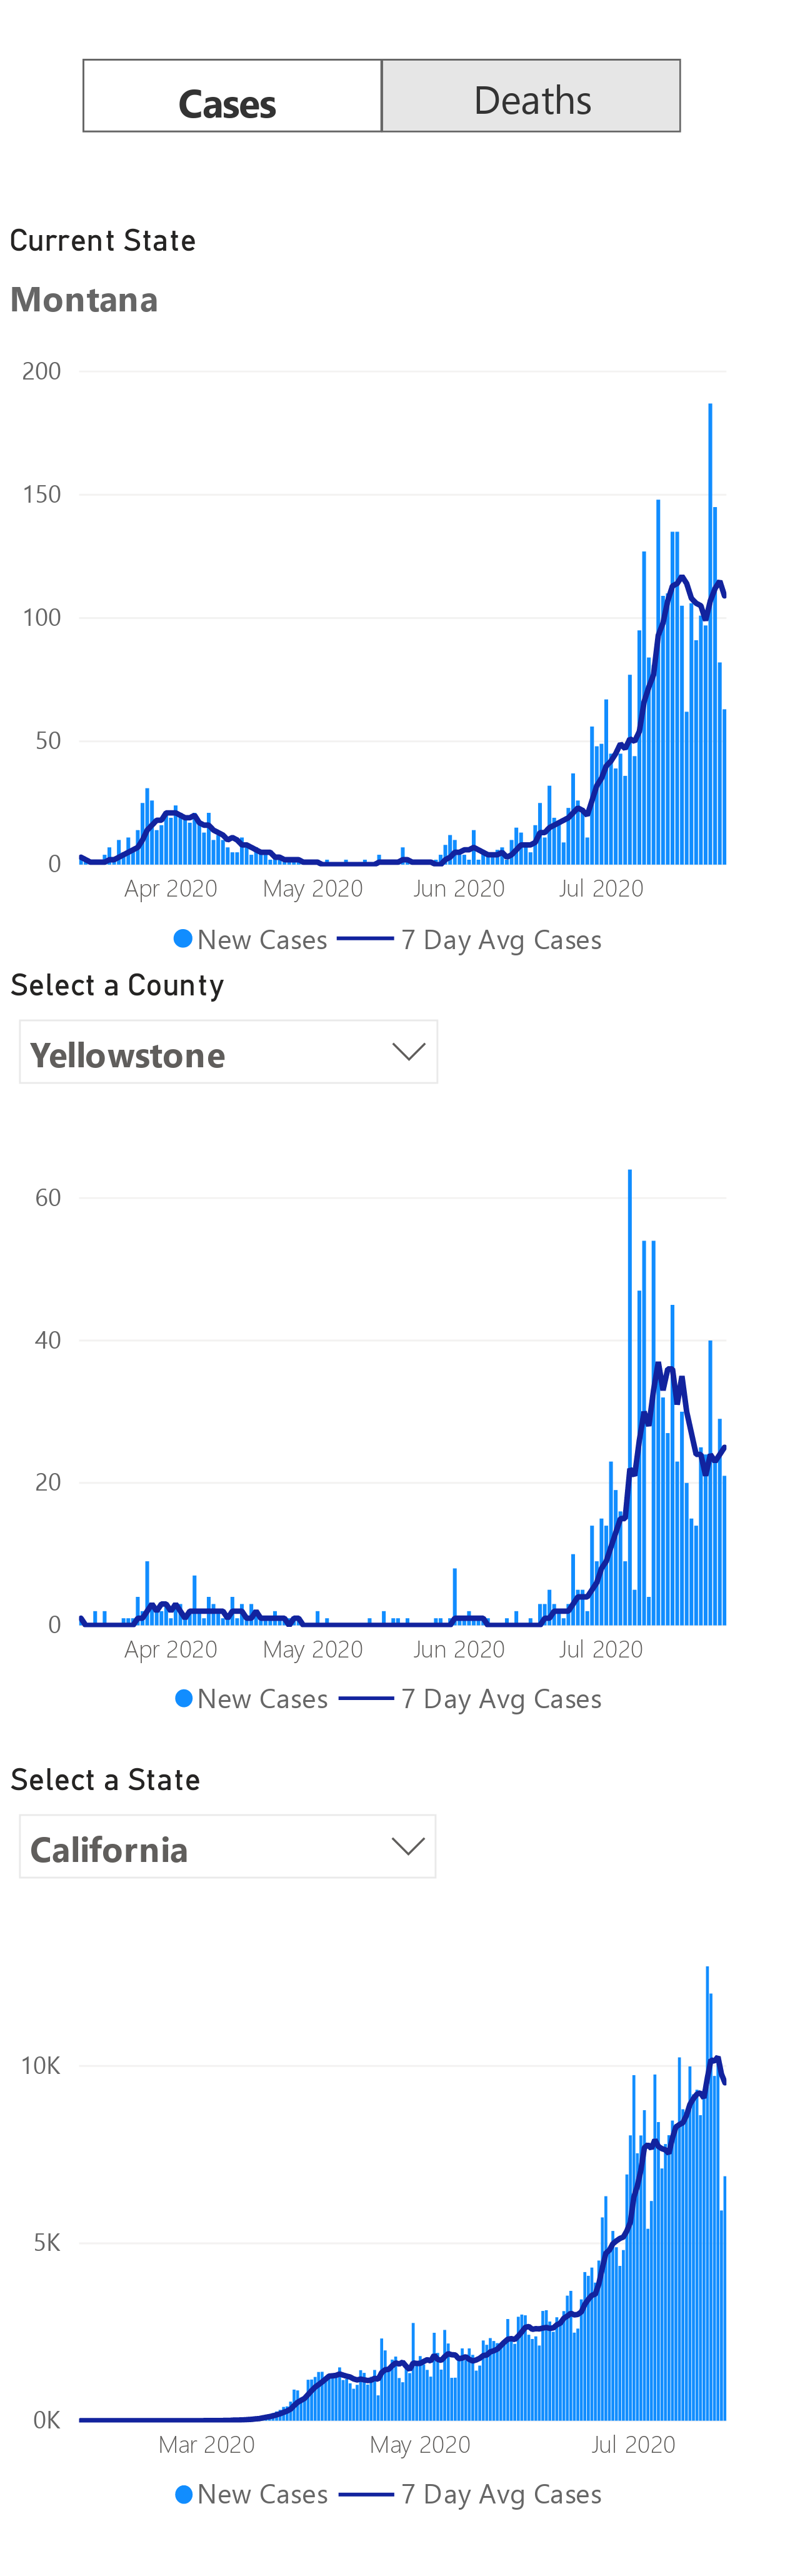 Cases Deaths
Current State
Montana
200
150
100
50
0
Apr 2020 May 2020 Jun 2020 Jul 2020
New Cases 7 Day Avg Cases
Select a County
Yellowstone
60
40
20
0
Apr 2020 May 2020 Jun 2020 Jul 2020
New Cases 7 Day Avg Cases
Select a State
California
10K
5K
0K
Mar 2020 May 2020 Jul 2020
New Cases 7 Day Avg Cases